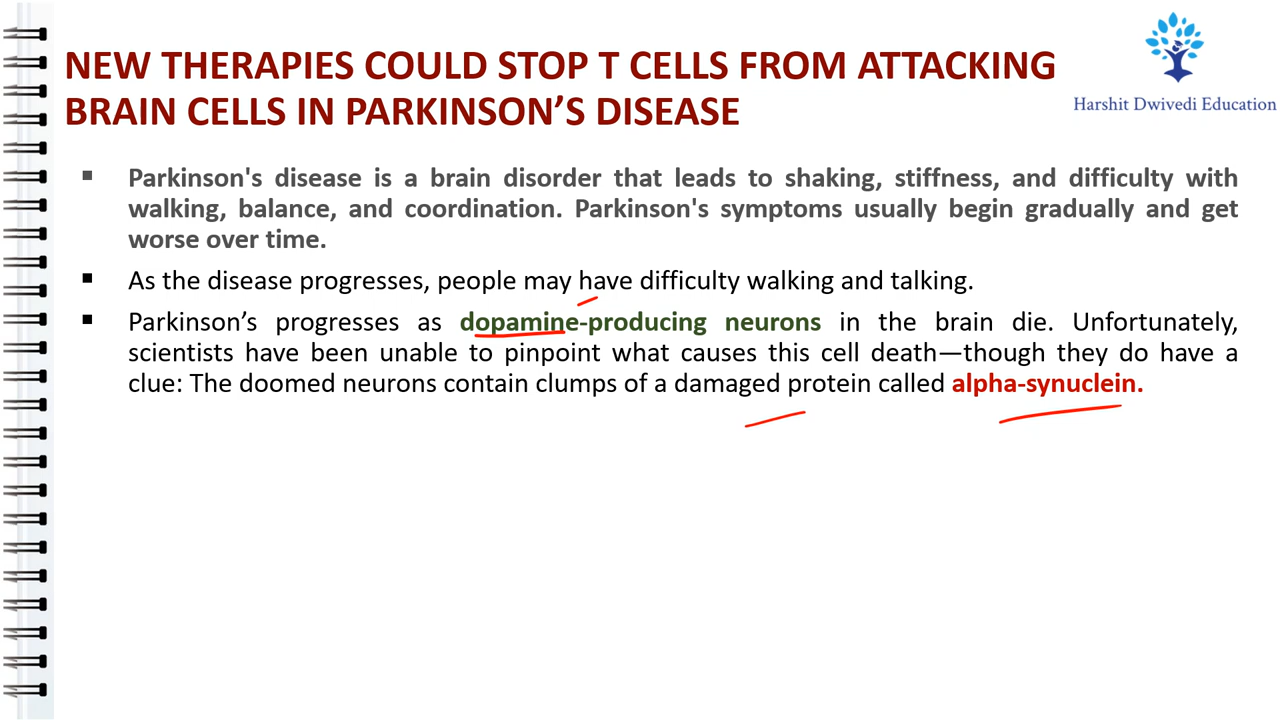 NEW THERAPIES COULD STOP T CELLS FROM ATTACKING
BRAIN CELLS IN PARKINSON’S DISEASE
Harshit Dwivedi Education
▪ Parkinson's disease is a brain disorder that leads to shaking, stiffness, and difficulty with
walking, balance, and coordination. Parkinson's symptoms usually begin gradually and get
worse over time.
▪ As the disease progresses, people may have difficulty walking and talking.
▪ Parkinson’s progresses as dopamine-producing neurons in the brain die. Unfortunately,
scientists have been unable to pinpoint what causes this cell death—though they do have a
clue: The doomed neurons contain clumps of a damaged protein called alpha-synuclein.